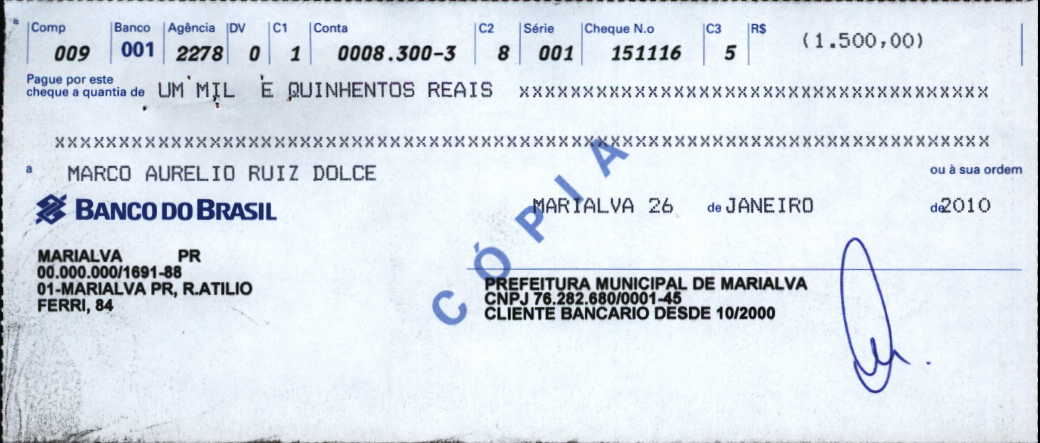 Comp Banco Agência DV C1 Conta C2 Série Cheque N.o C3 R$
009 001 2278 0 1 0008.300-3 8 001 151116 5 (1.500,00)
Pague por este
cheque a quantia de UM MIL E QUINHENTOS REAIS XXXXXXXXXXXXXXXXXXXXXXXXXXXXXXXXXXXXX
XXXXXXXXXXXXXXXXXXXXXXXXXXXXXXXXXXXXXXXXXXXXXXXXXXXXXXXXXXXXXXXXXXXXXXXXX
a MARCO AURELIO RUIZ DOLCE ou à sua ordem
BANCO DO BRASIL
MARIALVA 26 de JANEIRO de 2010
CÓPIA
MARIALVA PR
00.000.000/1691-88
01-MARIALVA PR, R.ATILIO
FERRI, 84
PREFEITURA MUNICIPAL DE MARIALVA
CNPJ 76.282.680/0001-45
CLIENTE BANCARIO DESDE 10/2000